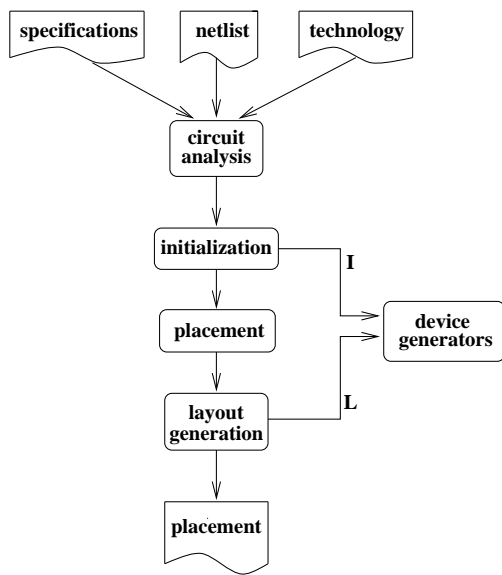 specifications
netlist
technology
circuit
analysis
initialization
I
placement
device
generators
layout
generation
L
placement